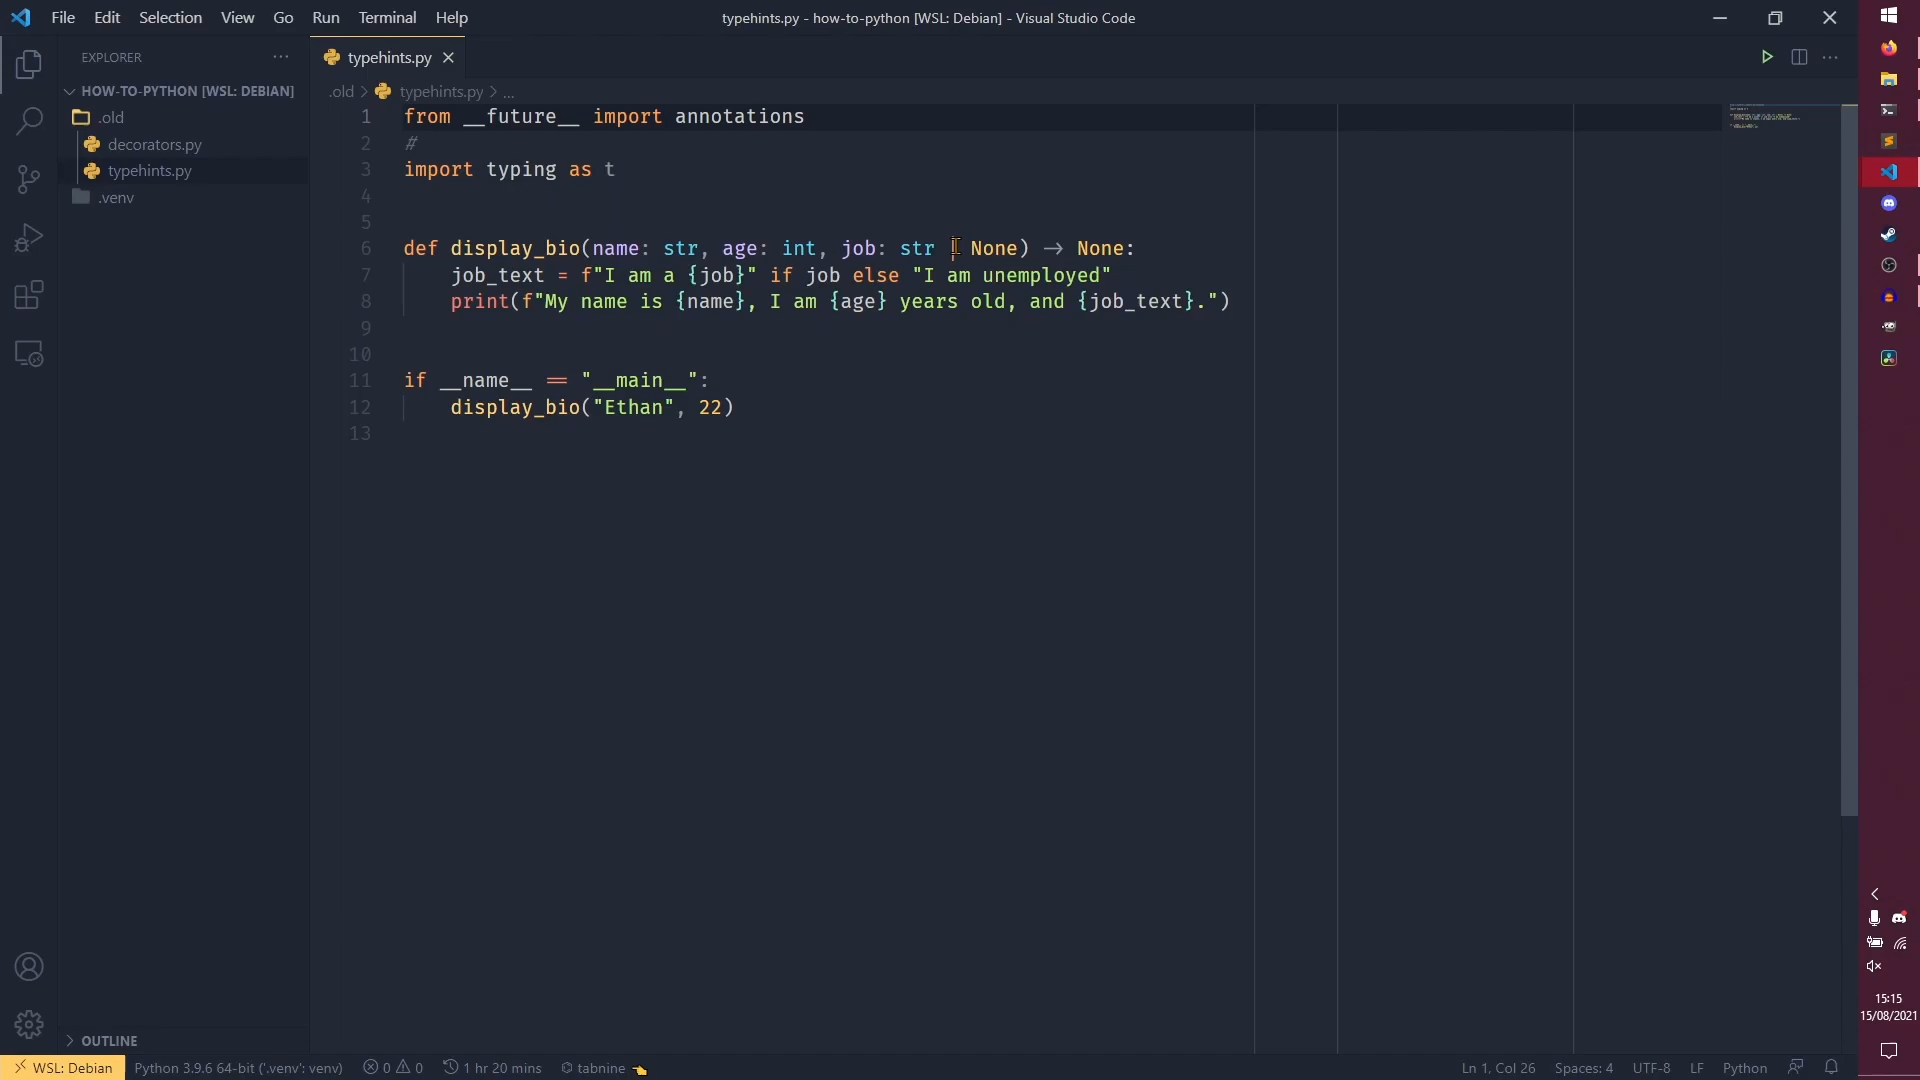 File Edit Selection View Go Run Terminal Help
typehints.py - how-to-python [WSL: Debian] - Visual Studio Code
EXPLORER
HOW-TO-PYTHON [WSL: DEBIAN]
.old
decorators.py
typehints.py
.venv
OUTLINE
typehints.py
.old > typehints.py > ...
1 from __future__ import annotations
2 #
3 import typing as t
4
5
6 def display_bio(name: str, age: int, job: str | None) -> None:
7 job_text = f"I am a {job}" if job else "I am unemployed"
8 print(f"My name is {name}, I am {age} years old, and {job_text}.")
9
10
11 if __name__ == "__main__":
12 display_bio("Ethan", 22)
13
WSL: Debian Python 3.9.6 64-bit ('.venv': venv) 0 0 1 hr 20 mins tabnine Ln 1, Col 26 Spaces: 4 UTF-8 LF Python
15:15
15/08/2021